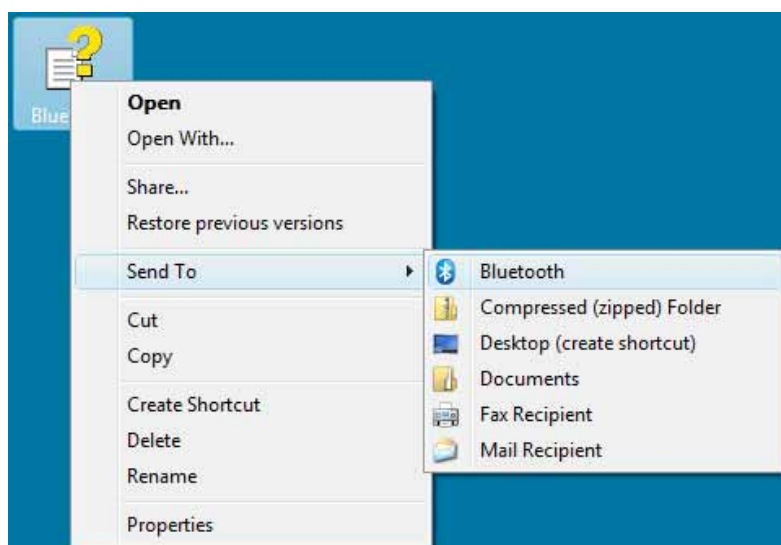 Blue
Open
Open With...
Share...
Restore previous versions
Send To
Bluetooth
Compressed (zipped) Folder
Desktop (create shortcut)
Documents
Fax Recipient
Mail Recipient
Cut
Copy
Create Shortcut
Delete
Rename
Properties